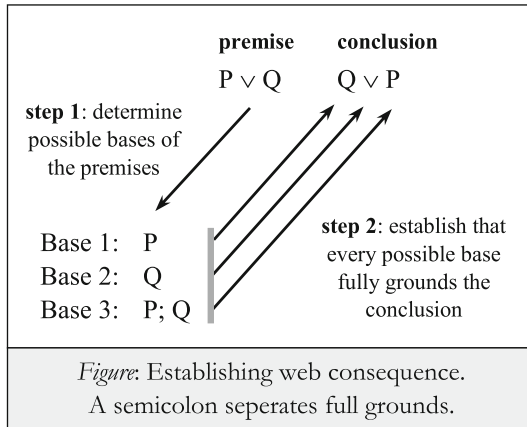 premise conclusion
P ∨ Q Q ∨ P
step 1: determine
possible bases of
the premises
Base 1: P
Base 2: Q
Base 3: P; Q
step 2: establish that
every possible base
fully grounds the
conclusion
Figure: Establishing web consequence.
A semicolon seperates full grounds.